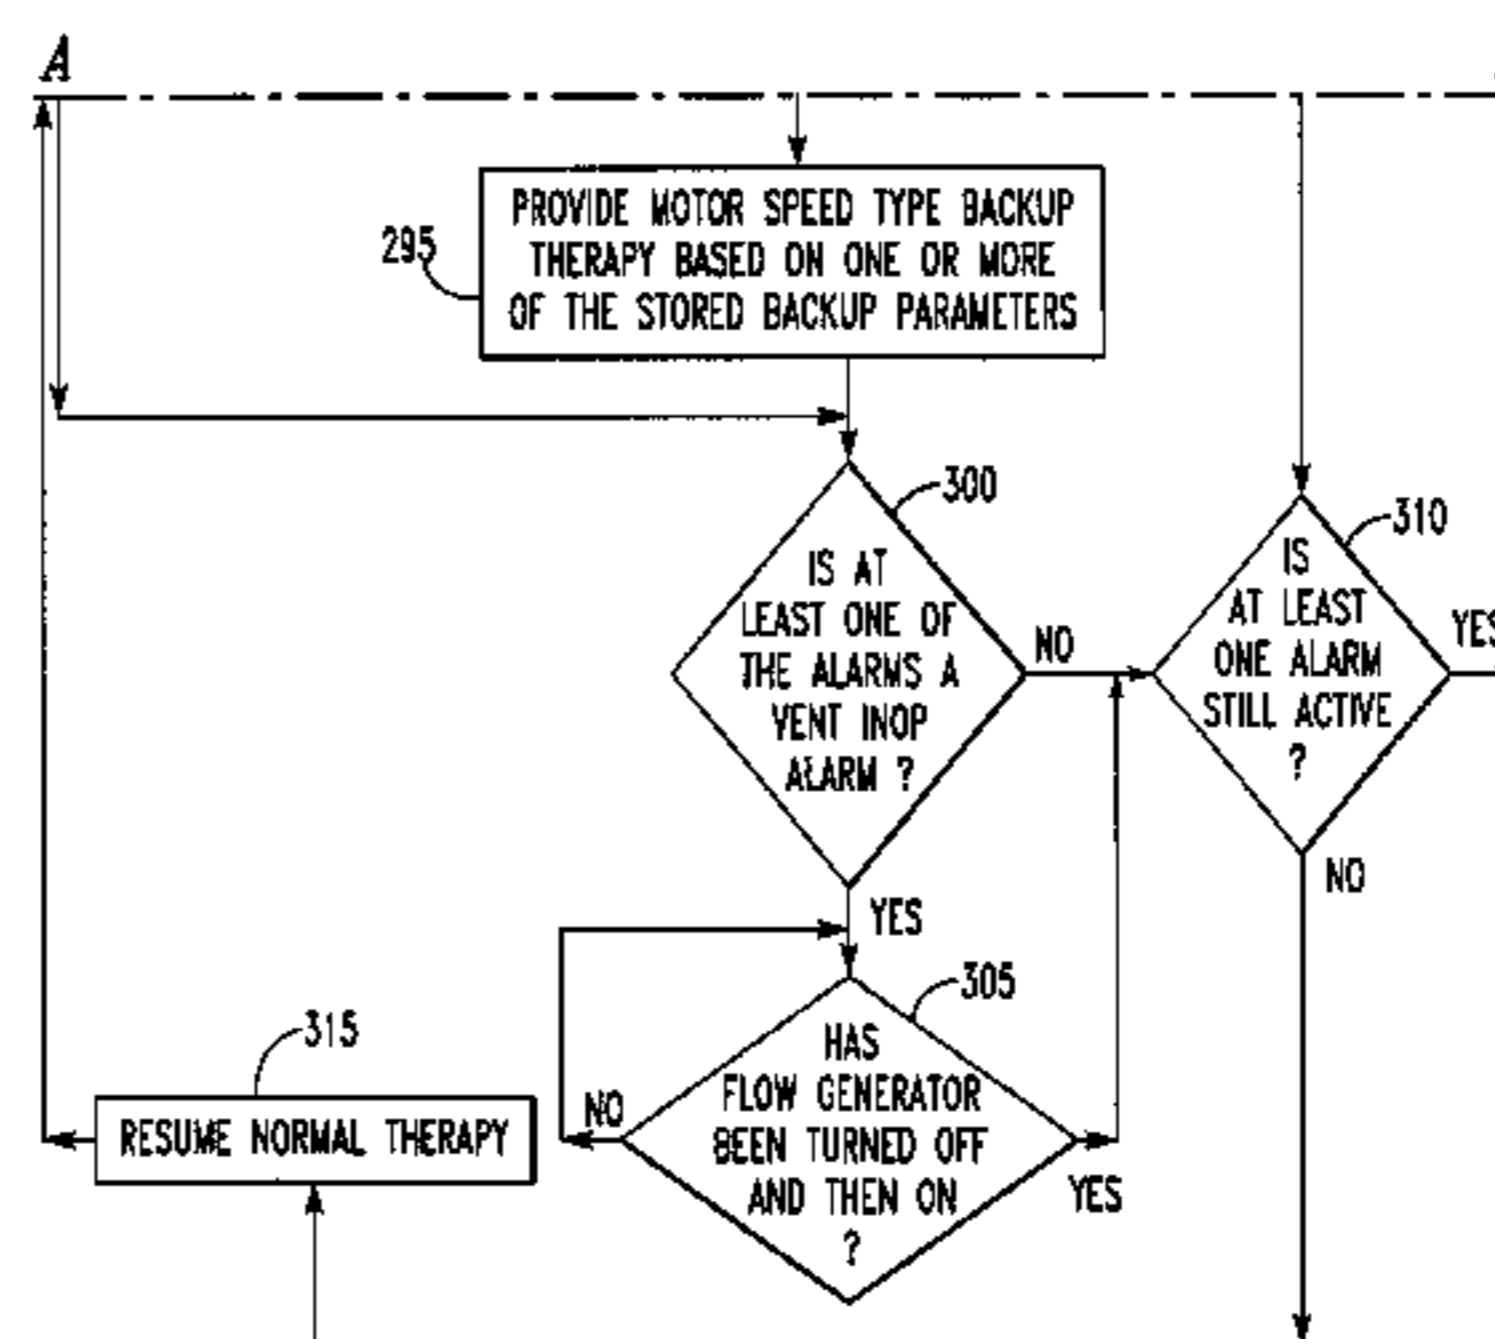 A
PROVIDE MOTOR SPEED TYPE BACKUP
THERAPY BASED ON ONE OR MORE
OF THE STORED BACKUP PARAMETERS
295
300
IS AT
LEAST ONE OF
THE ALARMS A
VENT INOP
ALARM ?
NO
YES
310
IS
AT LEAST
ONE ALARM
STILL ACTIVE
?
YES
NO
305
HAS
FLOW GENERATOR
BEEN TURNED OFF
AND THEN ON
?
NO
YES
315
RESUME NORMAL THERAPY